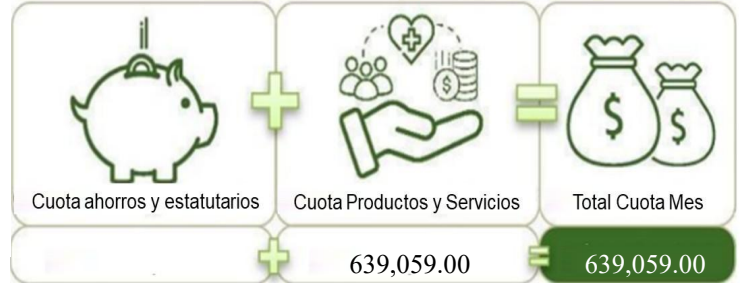 Cuota ahorros y estatutarios
Cuota Productos y Servicios
Total Cuota Mes
+ 639,059.00 = 639,059.00